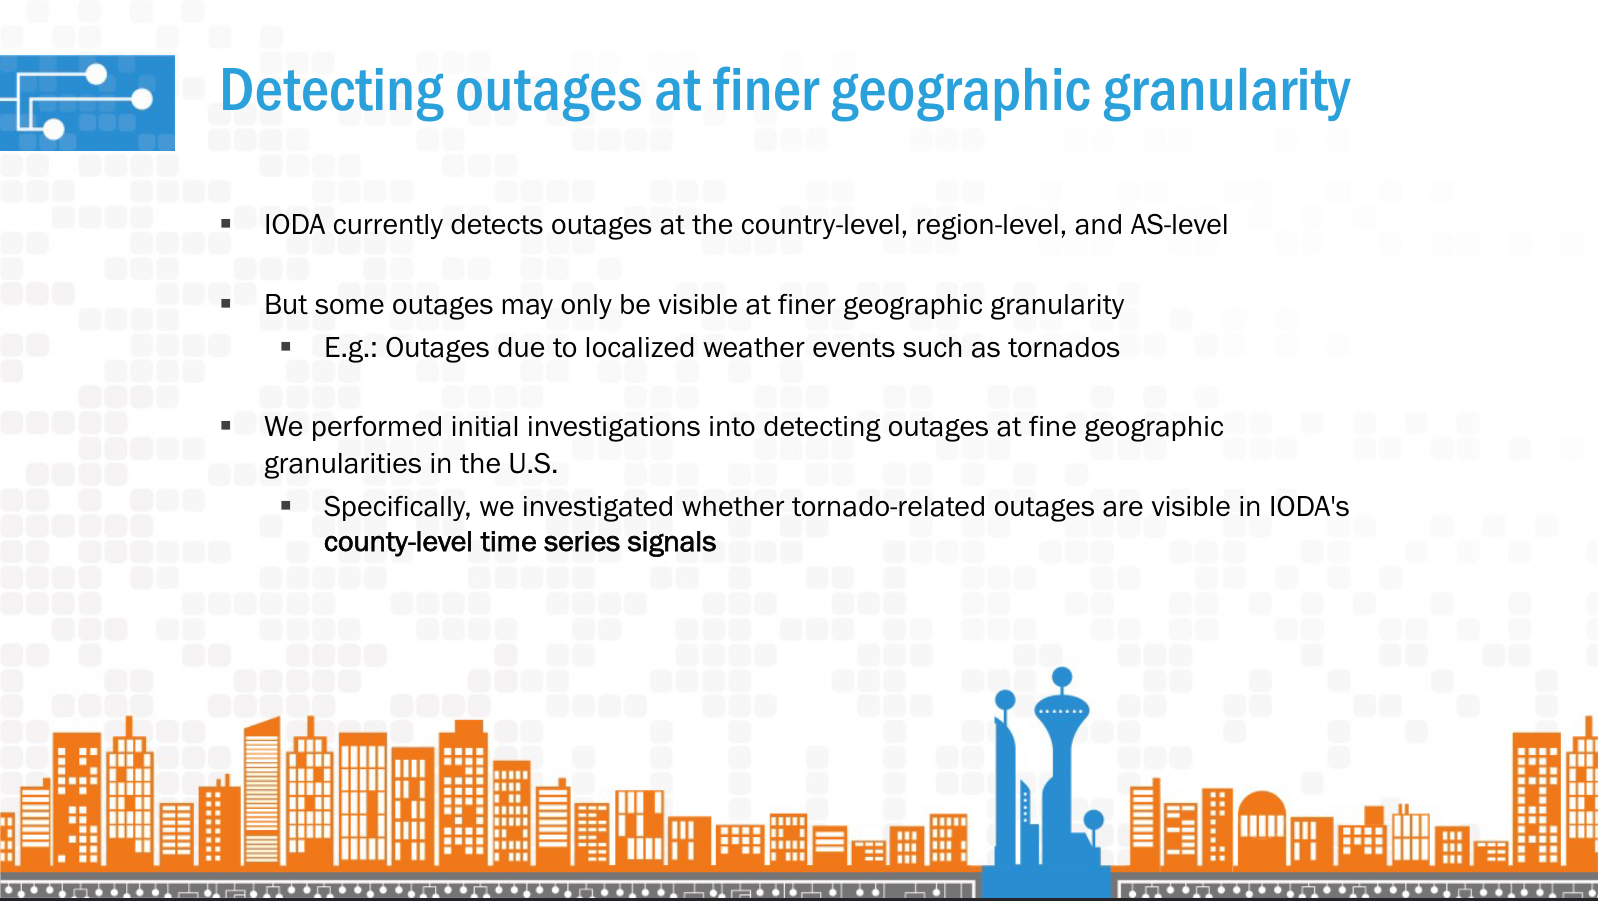 Detecting outages at finer geographic granularity
▪ IODA currently detects outages at the country-level, region-level, and AS-level
▪ But some outages may only be visible at finer geographic granularity
▪ E.g.: Outages due to localized weather events such as tornados
▪ We performed initial investigations into detecting outages at fine geographic
granularities in the U.S.
▪ Specifically, we investigated whether tornado-related outages are visible in IODA's
county-level time series signals